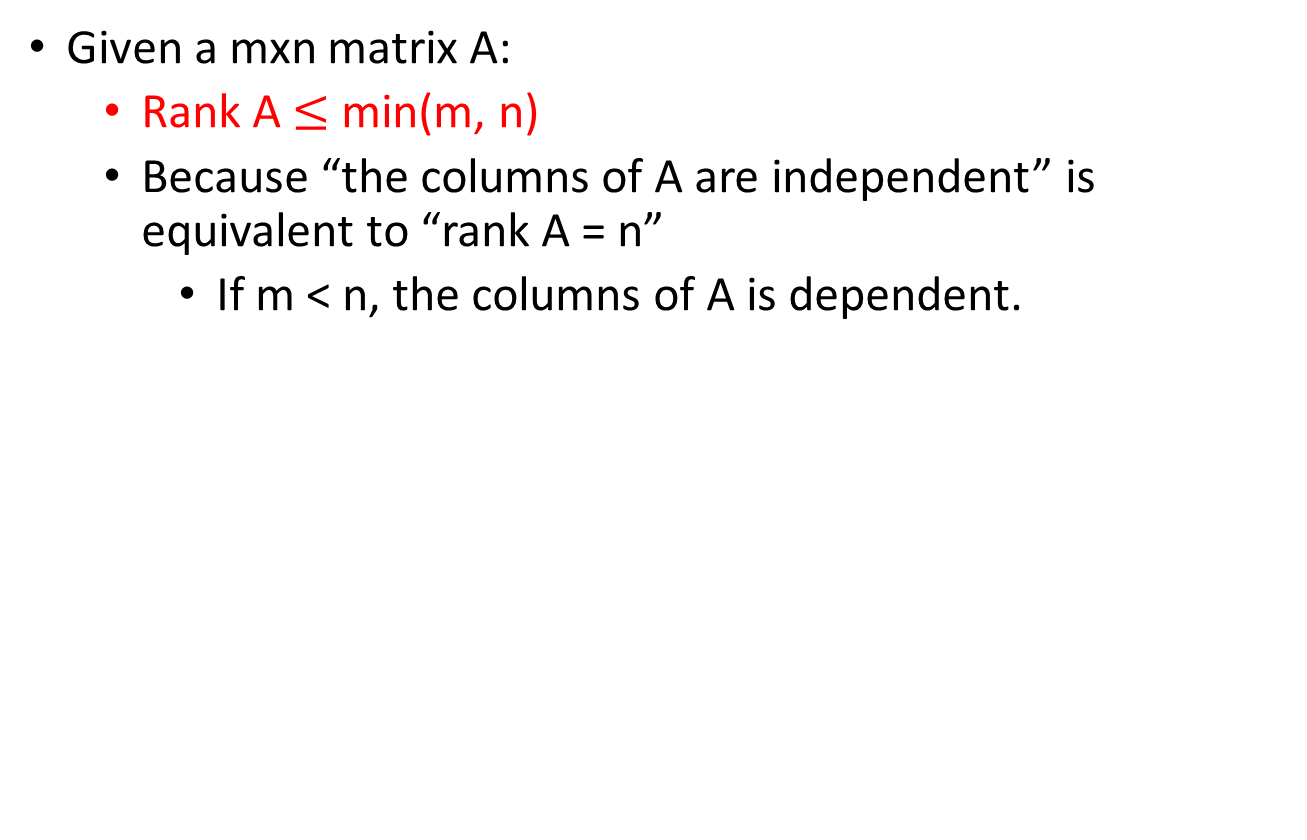 • Given a mxn matrix A:
• Rank A ≤ min(m, n)
• Because “the columns of A are independent” is
equivalent to “rank A = n”
• If m < n, the columns of A is dependent.